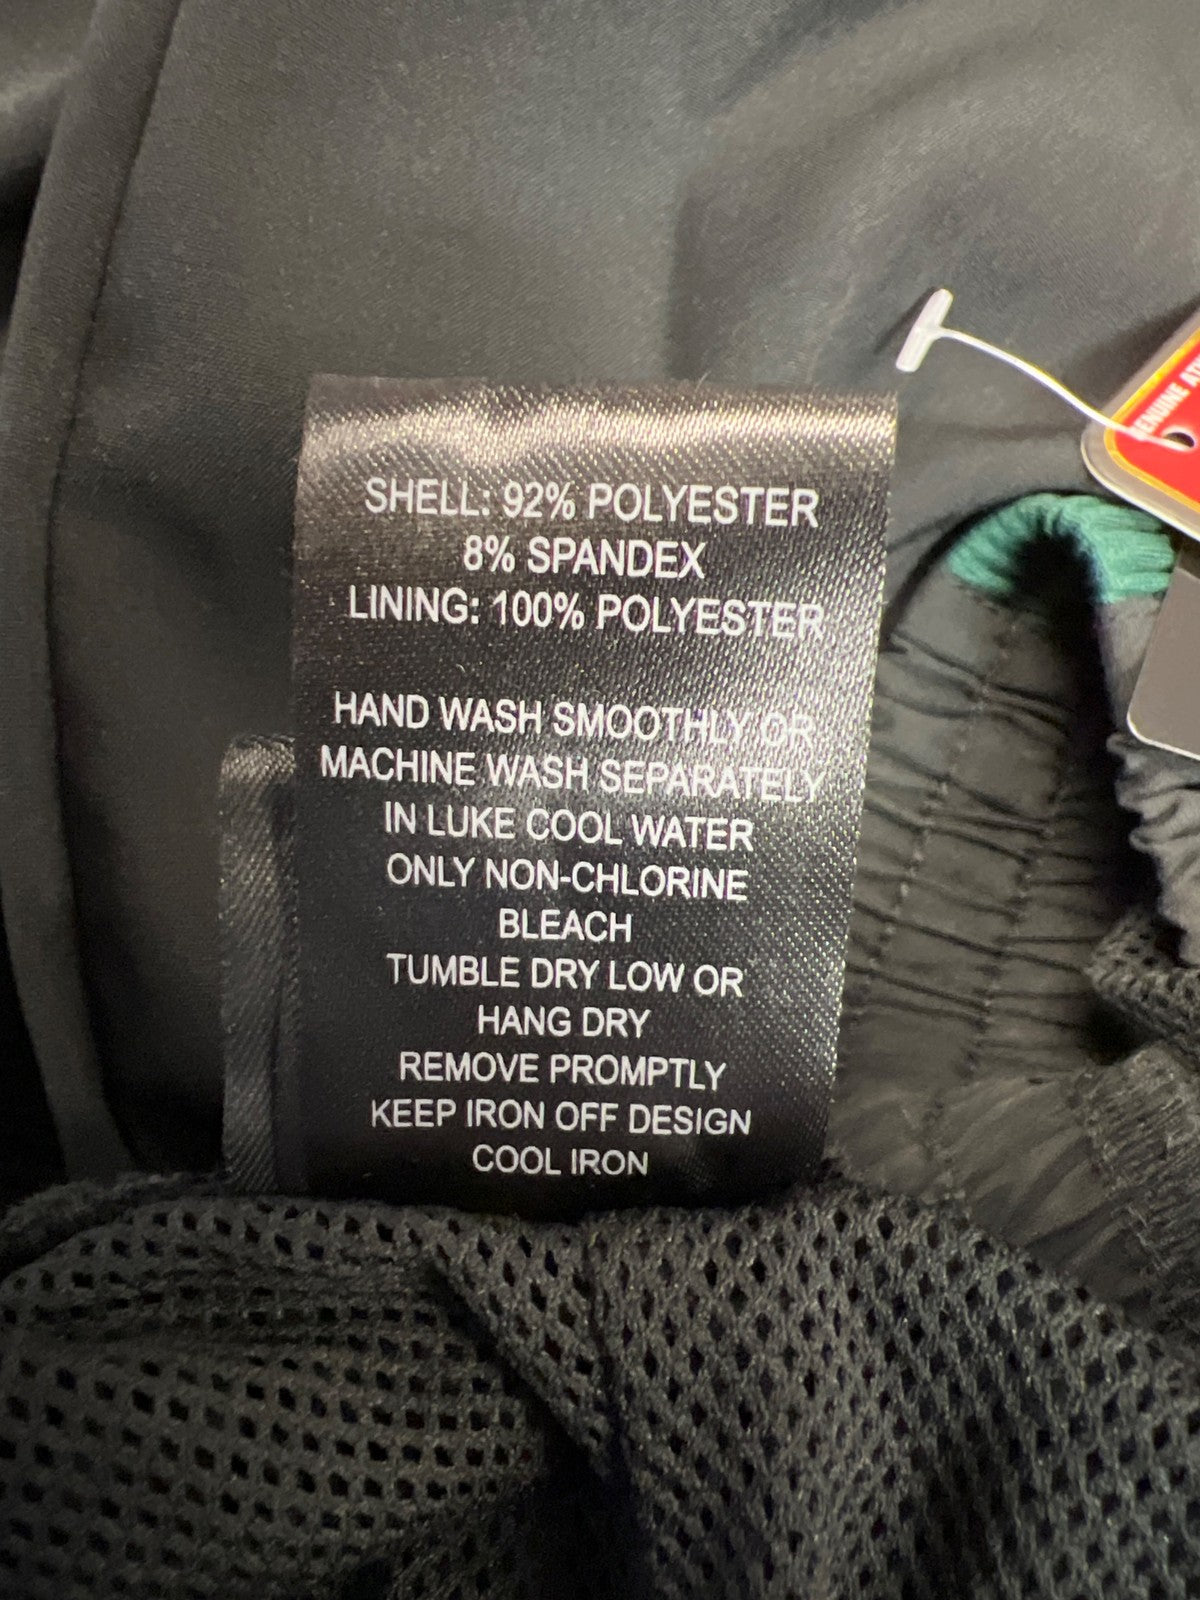 SHELL: 92% POLYESTER
8% SPANDEX
LINING: 100% POLYESTER
HAND WASH SMOOTHLY OR
MACHINE WASH SEPARATELY
IN LUKE COOL WATER
ONLY NON-CHLORINE
BLEACH
TUMBLE DRY LOW OR
HANG DRY
REMOVE PROMPTLY
KEEP IRON OFF DESIGN
COOL IRON